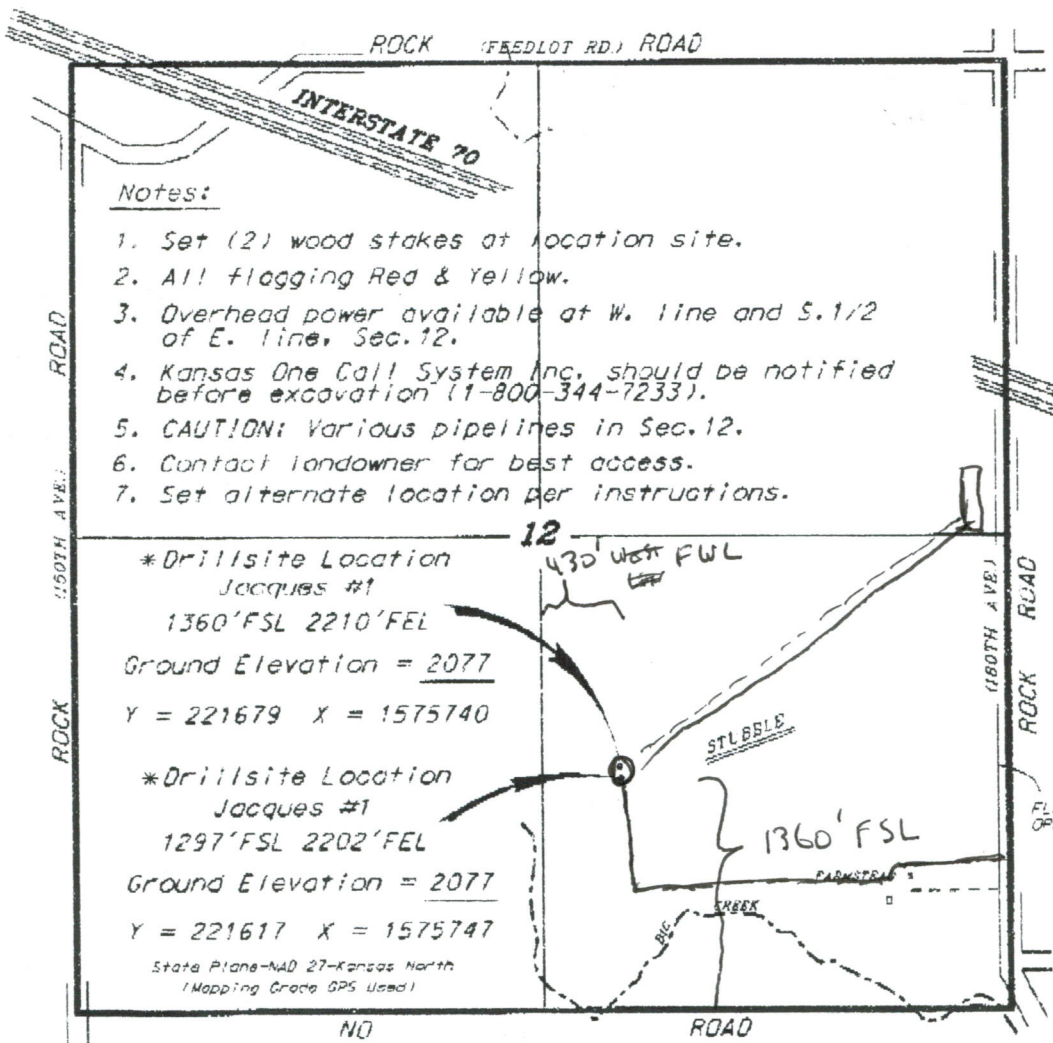 ROCK (FEEDLOT RD.) ROAD
INTERSTATE 70
Notes:
1. Set (2) wood stakes at location site.
2. All flagging Red & Yellow.
3. Overhead power available at W. line and S.1/2
of E. line, Sec.12.
4. Kansas One Call System Inc. should be notified
before excavation (1-800-344-7233).
5. CAUTION: Various pipelines in Sec.12.
6. Contact landowner for best access.
7. Set alternate location per instructions.
ROAD
(150TH AVE.)
ROCK
12
430' FWL
*Drillsite Location
Jacques #1
1360'FSL 2210'FEL
Ground Elevation = 2077
Y = 221679 X = 1575740
*Drillsite Location
Jacques #1
1297'FSL 2202'FEL
Ground Elevation = 2077
Y = 221617 X = 1575747
State Plane-NAD 27-Kansas North
(Mapping Grade GPS Used)
STUBBLE
1360' FSL
FARMSTEAD
BIG CREEK
(180TH AVE.)
ROAD
ROCK
NO ROAD